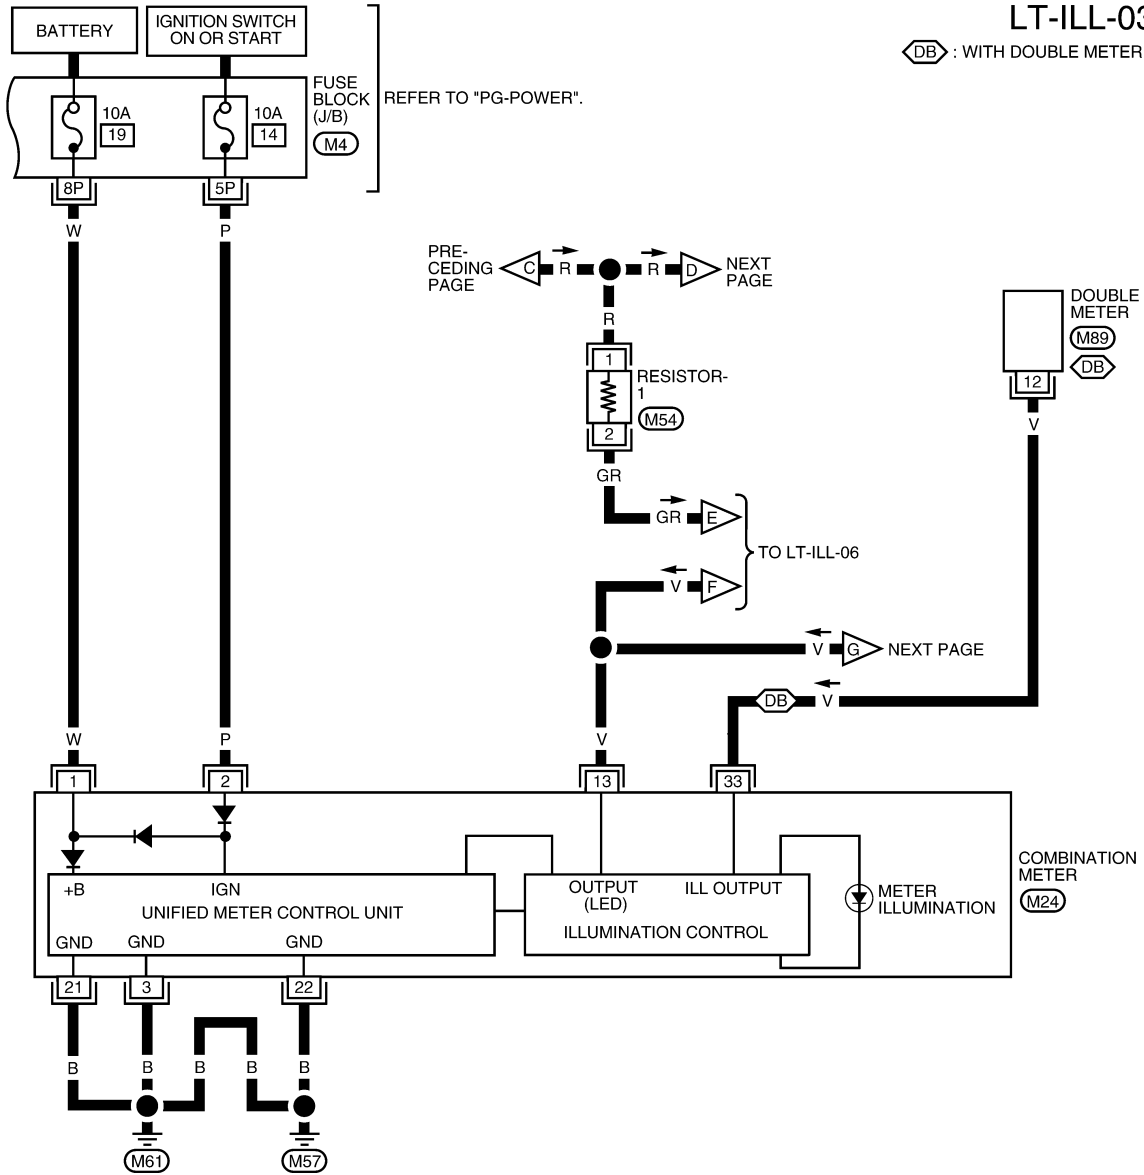 LT-ILL-03
DB : WITH DOUBLE METER
BATTERY
IGNITION SWITCH
ON OR START
FUSE
BLOCK
(J/B)
M4
REFER TO "PG-POWER".
10A
19
10A
14
8P
5P
W
P
PRE-
CEDING
PAGE
C
R
R
D
NEXT
PAGE
R
1
RESISTOR-
1
M54
2
GR
GR
E
TO LT-ILL-06
V
F
V
G
NEXT PAGE
DOUBLE
METER
M89
DB
12
V
DB
V
W
P
V
1
2
13
33
+B
IGN
UNIFIED METER CONTROL UNIT
GND
GND
GND
OUTPUT
(LED)
ILL OUTPUT
ILLUMINATION CONTROL
METER
ILLUMINATION
COMBINATION
METER
M24
21
3
22
B
B
B
B
B
M61
M57